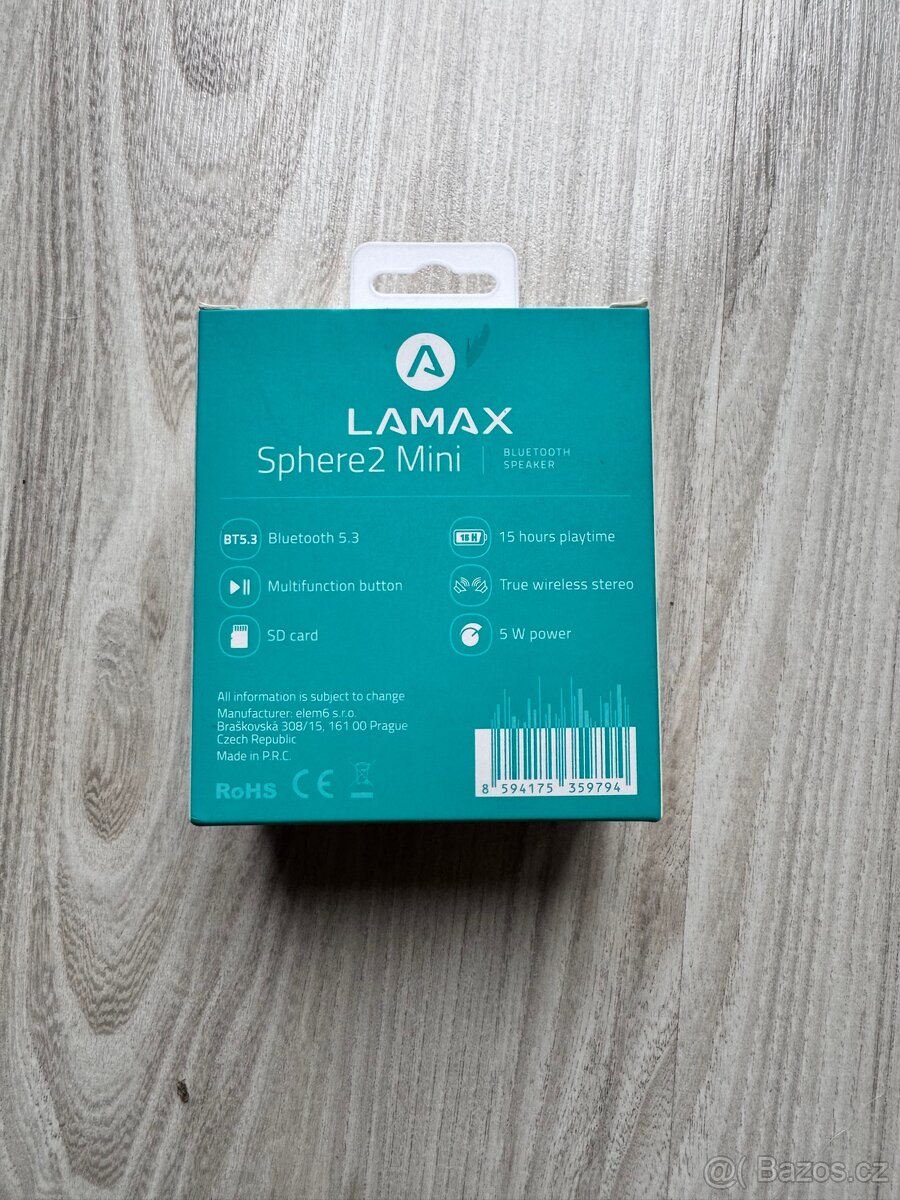 LAMAX
Sphere2 Mini
BLUETOOTH
SPEAKER
BT5.3 Bluetooth 5.3
15 H 15 hours playtime
Multifunction button
True wireless stereo
SD card
5 W power
All information is subject to change
Manufacturer: elem6 s.r.o.
Braškovská 308/15, 161 00 Prague
Czech Republic
Made in P.R.C.
RoHS CE
8 594175 359794
@( Bazos.cz